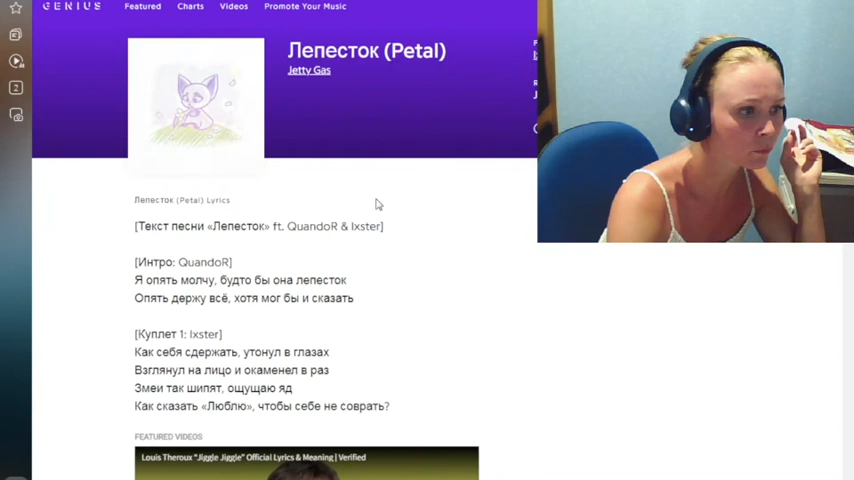 GENIUS
Featured Charts Videos Promote Your Music
Лепесток (Petal)
Jetty Gas
2
Лепесток (Petal) Lyrics
[Текст песни «Лепесток» ft. QuandoR & Ixster]
[Интро: QuandoR]
Я опять молчу, будто бы она лепесток
Опять держу всё, хотя мог бы и сказать
[Куплет 1: Ixster]
Как себя сдержать, утонул в глазах
Взглянул на лицо и окаменел в раз
Змеи так шипят, ощущаю яд
Как сказать «Люблю», чтобы себе не соврать?
FEATURED VIDEOS
Louis Theroux "Jiggle Jiggle" Official Lyrics & Meaning | Verified